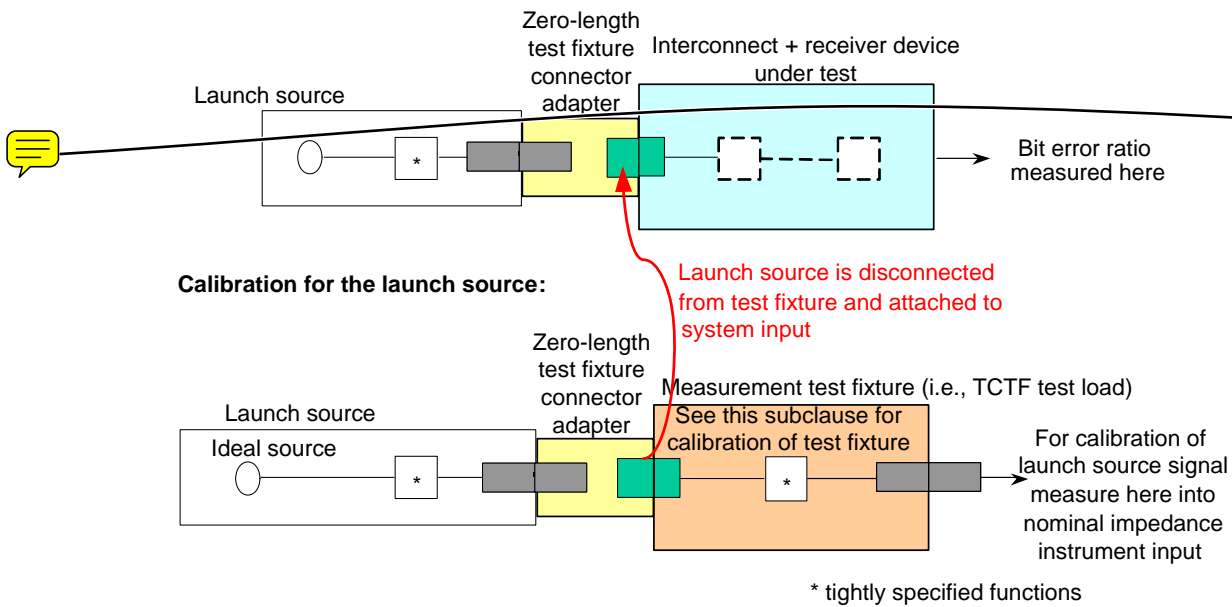 Zero-length
test fixture
connector
adapter
Interconnect + receiver device
under test
Launch source
*
Bit error ratio
measured here
Calibration for the launch source:
Launch source is disconnected
from test fixture and attached to
system input
Zero-length
test fixture
connector
adapter
Measurement test fixture (i.e., TCTF test load)
See this subclause for
calibration of test fixture
Launch source
Ideal source
*
*
For calibration of
launch source signal
measure here into
nominal impedance
instrument input
* tightly specified functions